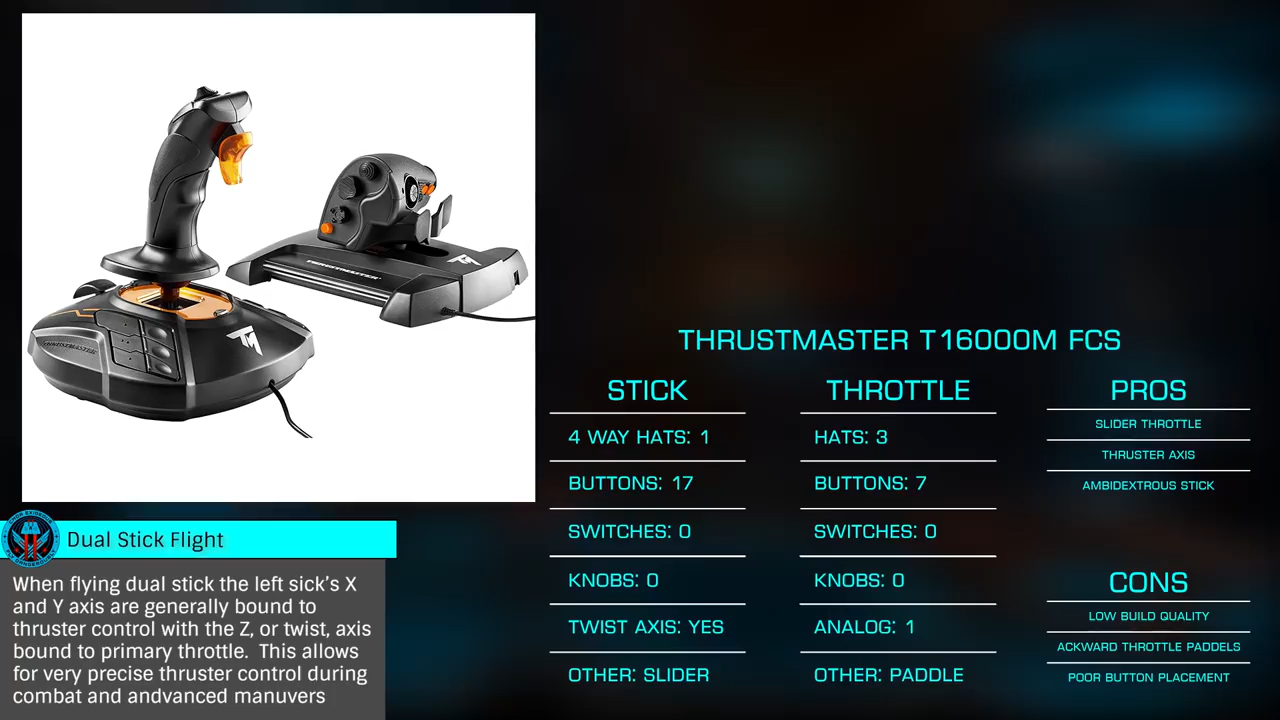 THRUSTMASTER
THRUSTMASTER
THRUSTMASTER T16000M FCS
STICK
4 WAY HATS: 1
BUTTONS: 17
SWITCHES: 0
KNOBS: 0
TWIST AXIS: YES
OTHER: SLIDER
THROTTLE
HATS: 3
BUTTONS: 7
SWITCHES: 0
KNOBS: 0
ANALOG: 1
OTHER: PADDLE
PROS
SLIDER THROTTLE
THRUSTER AXIS
AMBIDEXTROUS STICK
CONS
LOW BUILD QUALITY
ACKWARD THROTTLE PADDELS
POOR BUTTON PLACEMENT
Dual Stick Flight
When flying dual stick the left sick's X
and Y axis are generally bound to
thruster control with the Z, or twist, axis
bound to primary throttle.  This allows
for very precise thruster control during
combat and andvanced manuvers